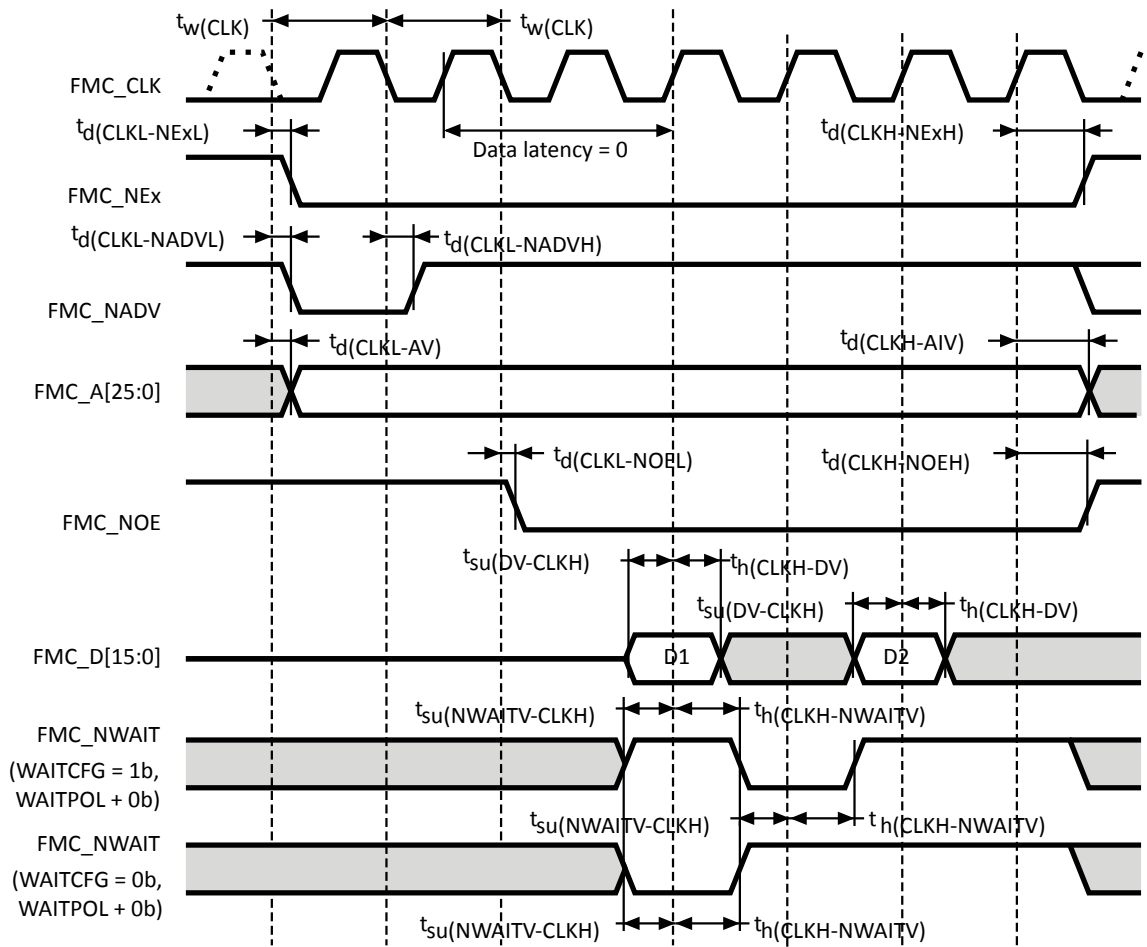 tw(CLK) tw(CLK)
FMC_CLK
td(CLKL-NExL) Data latency = 0 td(CLKH-NExH)
FMC_NEx
td(CLKL-NADVL) td(CLKL-NADVH)
FMC_NADV
td(CLKL-AV) td(CLKH-AIV)
FMC_A[25:0]
td(CLKL-NOEL) td(CLKH-NOEH)
FMC_NOE
tsu(DV-CLKH) th(CLKH-DV)
tsu(DV-CLKH) th(CLKH-DV)
FMC_D[15:0] D1 D2
tsu(NWAITV-CLKH) th(CLKH-NWAITV)
FMC_NWAIT
(WAITCFG = 1b,
WAITPOL + 0b)
tsu(NWAITV-CLKH) th(CLKH-NWAITV)
FMC_NWAIT
(WAITCFG = 0b,
WAITPOL + 0b)
tsu(NWAITV-CLKH) th(CLKH-NWAITV)